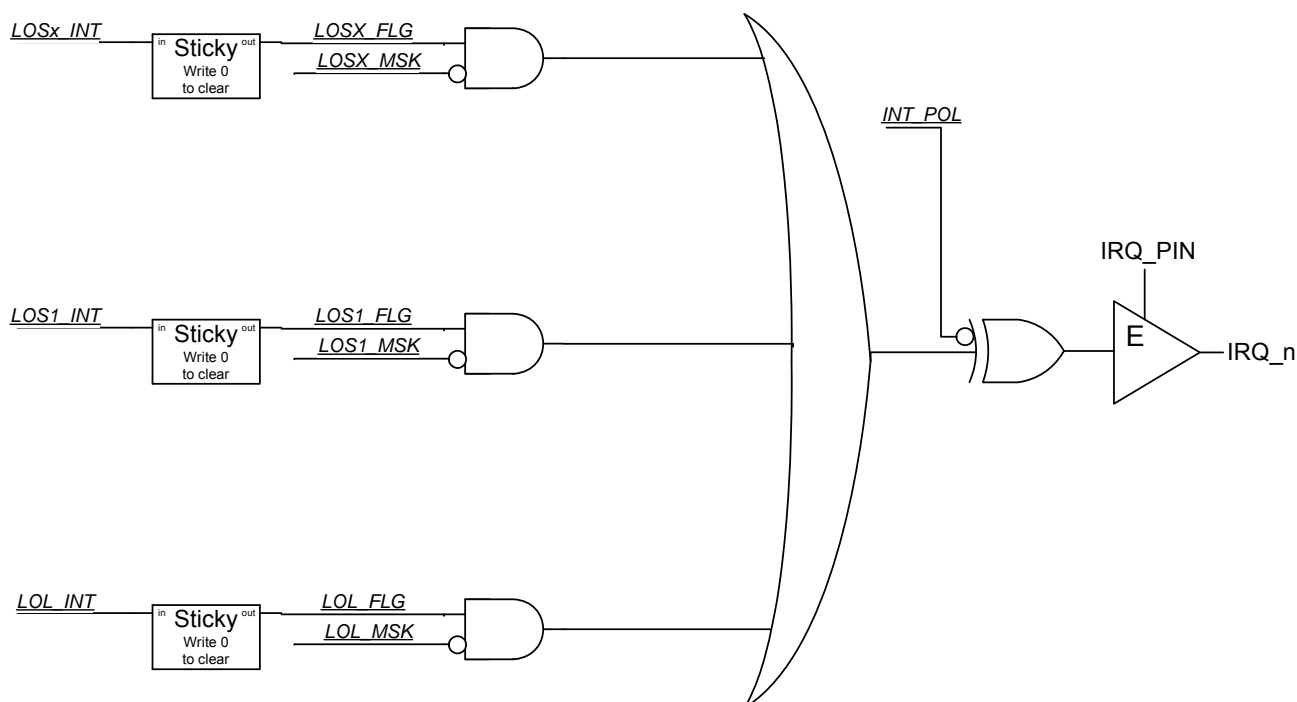 LOSx_INT
in Sticky out
Write 0
to clear
LOSX_FLG
LOSX_MSK
INT_POL
IRQ_PIN
LOS1_INT
in Sticky out
Write 0
to clear
LOS1_FLG
LOS1_MSK
E
IRQ_n
LOL_INT
in Sticky out
Write 0
to clear
LOL_FLG
LOL_MSK